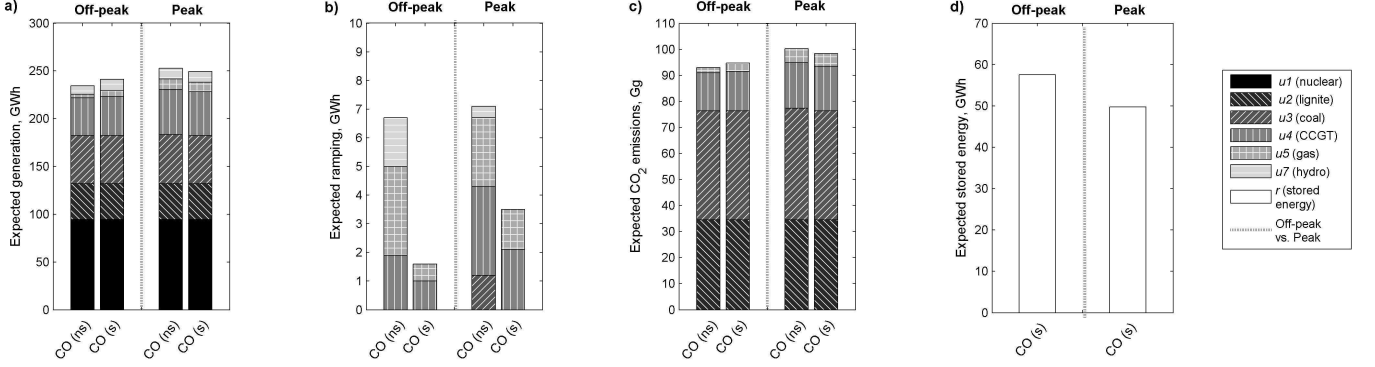 a)
Off-peak Peak
Expected generation, GWh
300
250
200
150
100
50
0
CO (ns)
CO (s)
CO (ns)
CO (s)
b)
Off-peak Peak
Expected ramping, GWh
10
9
8
7
6
5
4
3
2
1
0
CO (ns)
CO (s)
CO (ns)
CO (s)
c)
Off-peak Peak
Expected CO2 emissions, Gg
110
100
90
80
70
60
50
40
30
20
10
0
CO (ns)
CO (s)
CO (ns)
CO (s)
d)
Off-peak Peak
Expected stored energy, GWh
70
60
50
40
30
20
10
0
CO (s)
CO (s)
u1 (nuclear)
u2 (lignite)
u3 (coal)
u4 (CCGT)
u5 (gas)
u7 (hydro)
r (stored
energy)
Off-peak
vs. Peak